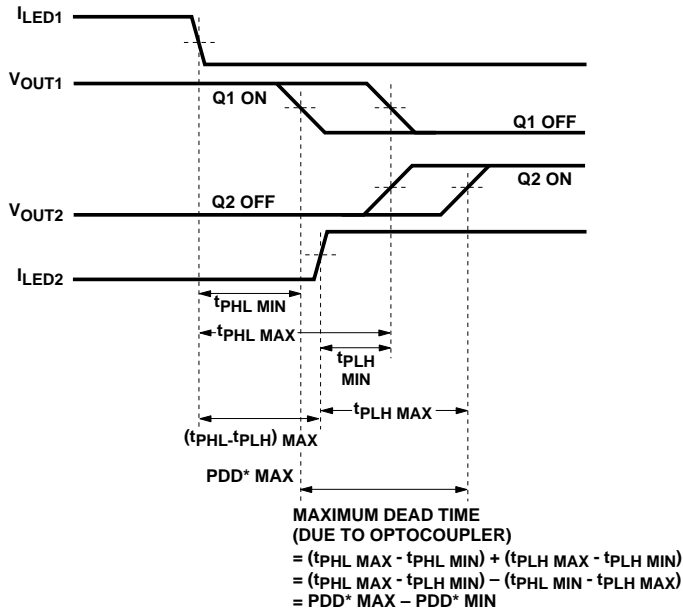 ILED1
VOUT1
Q1 ON
Q1 OFF
Q2 ON
Q2 OFF
VOUT2
ILED2
tPHL MIN
tPHL MAX
tPLH
MIN
tPLH MAX
(tPHL-tPLH) MAX
PDD* MAX
MAXIMUM DEAD TIME
(DUE TO OPTOCOUPLER)
= (tPHL MAX - tPHL MIN) + (tPLH MAX - tPLH MIN)
= (tPHL MAX - tPLH MIN) – (tPHL MIN - tPLH MAX)
= PDD* MAX – PDD* MIN